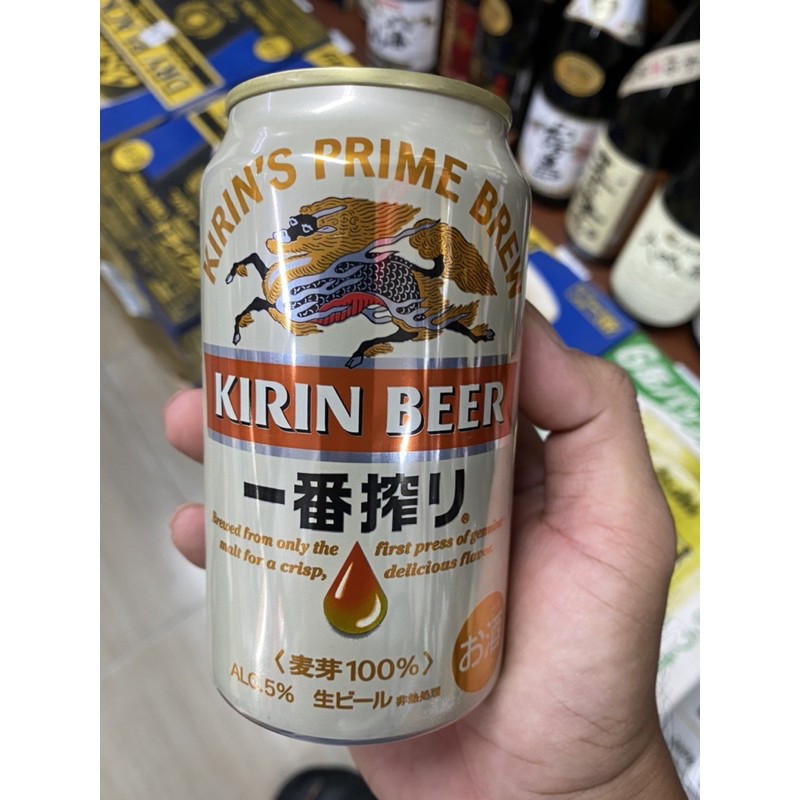 KIRIN'S PRIME BREW
KIRIN BEER
一番搾り®
Brewed from only the first press of genuine
malt for a crisp, delicious flavor.
お酒
〈麦芽100%〉
ALC.5% 生ビール 非熱処理
DRY BLACK